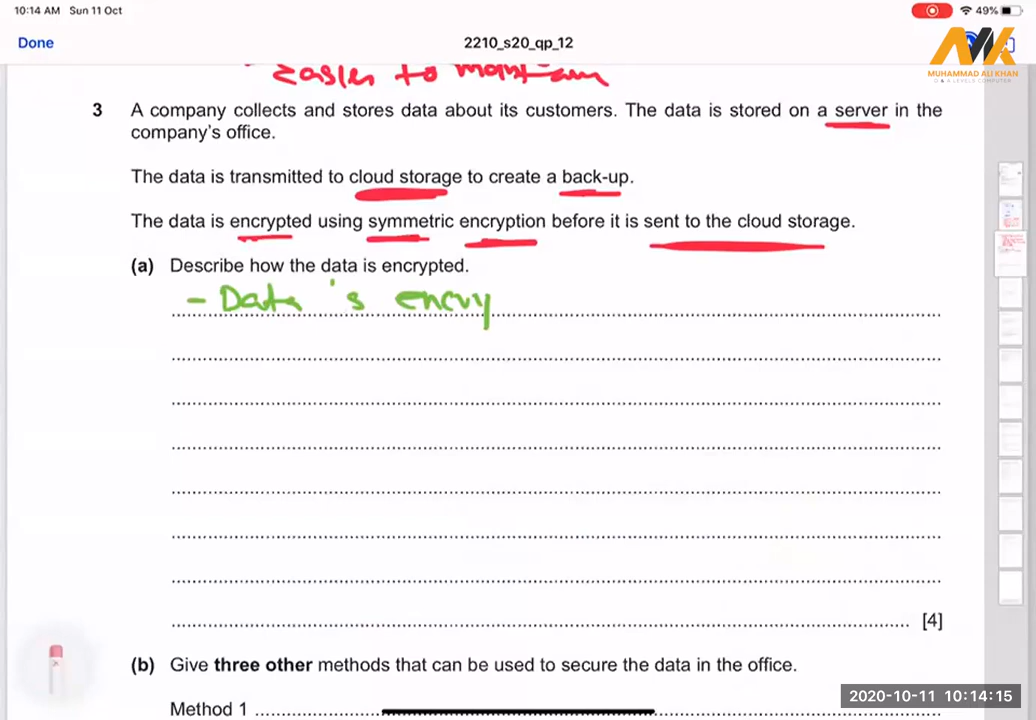 10:14 AM Sun 11 Oct
49%
Done
2210_s20_qp_12
MUHAMMAD ALI KHAN
O & A LEVELS COMPUTER
Easier to maintain
3 A company collects and stores data about its customers. The data is stored on a server in the
company's office.
The data is transmitted to cloud storage to create a back-up.
The data is encrypted using symmetric encryption before it is sent to the cloud storage.
(a) Describe how the data is encrypted.
- Data is encry
[4]
(b) Give three other methods that can be used to secure the data in the office.
Method 1
2020-10-11 10:14:15